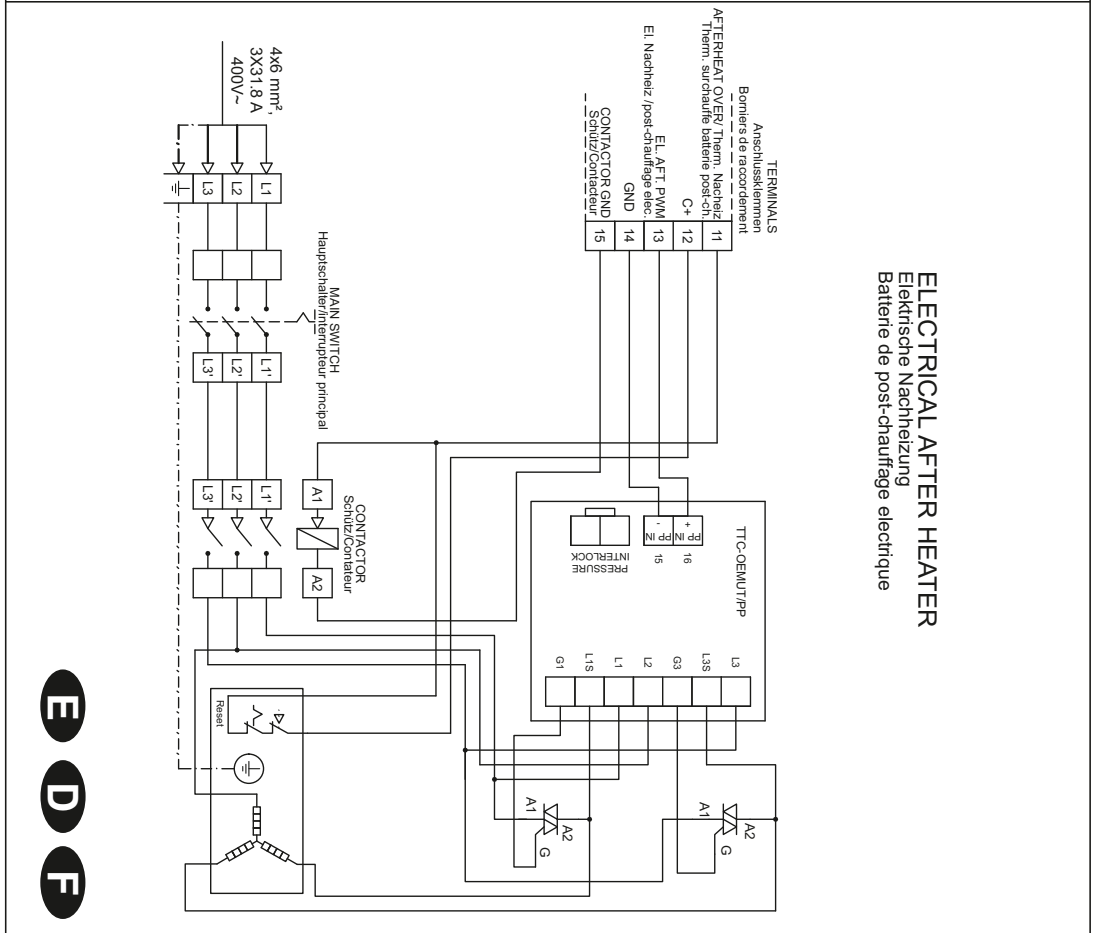 ELECTRICAL AFTER HEATER
Elektrische Nachheizung
Batterie de post-chauffage electrique
TERMINALS
Anschlussklemmen
Borniers de raccordement
AFTERHEAT OVER/ Therm. Nacheiz
Therm. surchauffe batterie post-ch.
C+
EL. AFT. PWM
El. Nachheiz /post-chauffage elec.
GND
CONTACTOR GND
Schütz/Contacteur
11
12
13
14
15
4x6 mm²,
3X31.8 A
400V~
L1
L2
L3
MAIN SWITCH
Hauptschalter/interrupteur principal
L1'
L2'
L3'
L1'
L2'
L3'
CONTACTOR
Schütz/Contateur
A1
A2
TTC-OEMUT/PP
+
PP IN
16
-
PP IN
15
PRESSURE
INTERLOCK
L3
L3S
G3
L2
L1
L1S
G1
A1
A2
G
A1
A2
G
Reset
E
D
F